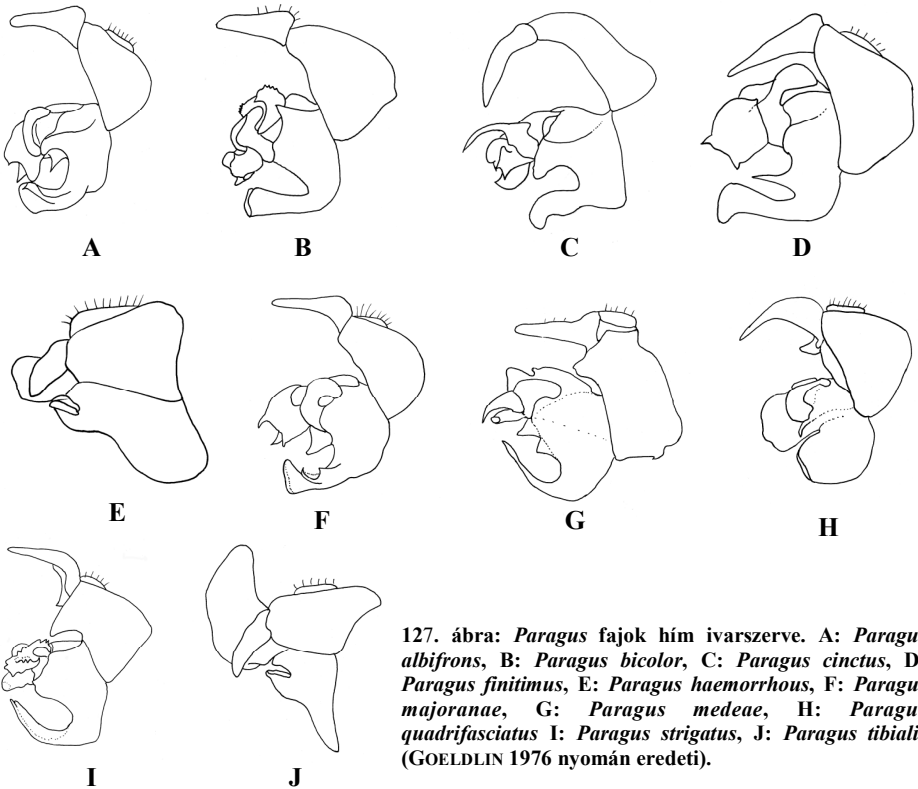 A
B
C
D
E
F
G
H
I
J
127. ábra: Paragus fajok hím ivarszerve. A: Paragu
albifrons, B: Paragus bicolor, C: Paragus cinctus, D
Paragus finitimus, E: Paragus haemorrhous, F: Paragu
majoranae, G: Paragus medeae, H: Paragu
quadrifasciatus I: Paragus strigatus, J: Paragus tibiali
(GOELDLIN 1976 nyomán eredeti).